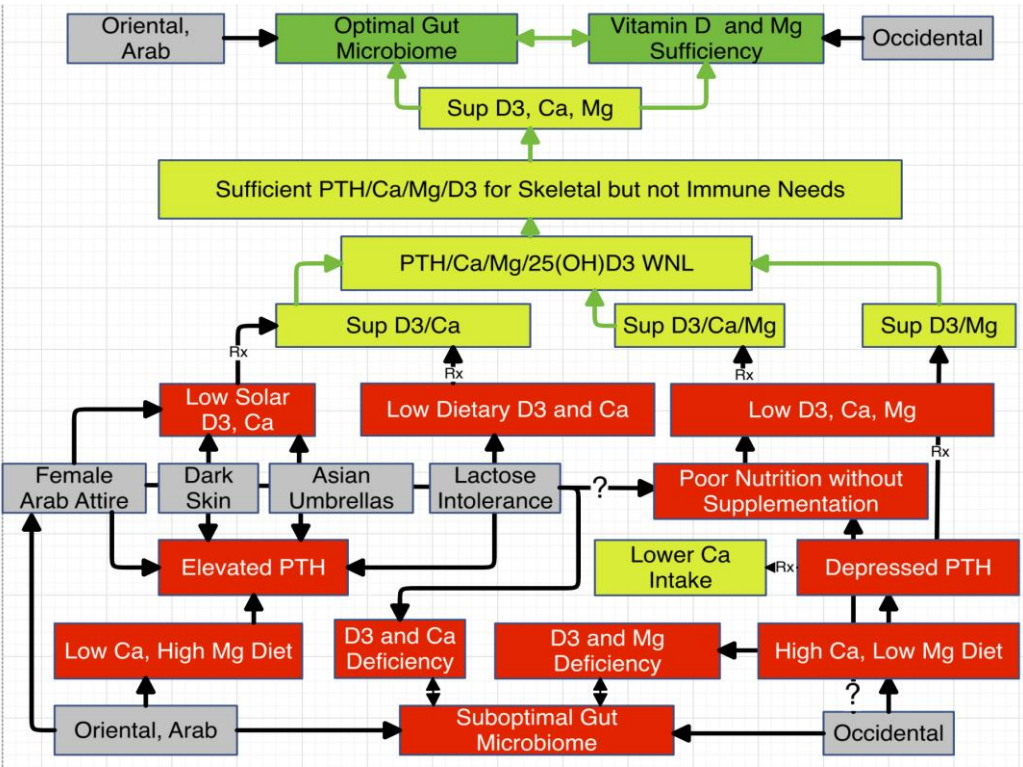 Oriental,
Arab
Optimal Gut
Microbiome
Vitamin D and Mg
Sufficiency
Occidental
Sup D3, Ca, Mg
Sufficient PTH/Ca/Mg/D3 for Skeletal but not Immune Needs
PTH/Ca/Mg/25(OH)D3 WNL
Sup D3/Ca
Sup D3/Ca/Mg
Sup D3/Mg
Rx
Rx
Rx
Low Solar
D3, Ca
Low Dietary D3 and Ca
Low D3, Ca, Mg
Rx
Female
Arab Attire
Dark
Skin
Asian
Umbrellas
Lactose
Intolerance
?
Poor Nutrition without
Supplementation
Elevated PTH
Lower Ca
Intake
Rx
Depressed PTH
Low Ca, High Mg Diet
D3 and Ca
Deficiency
D3 and Mg
Deficiency
High Ca, Low Mg Diet
?
Oriental, Arab
Suboptimal Gut
Microbiome
Occidental